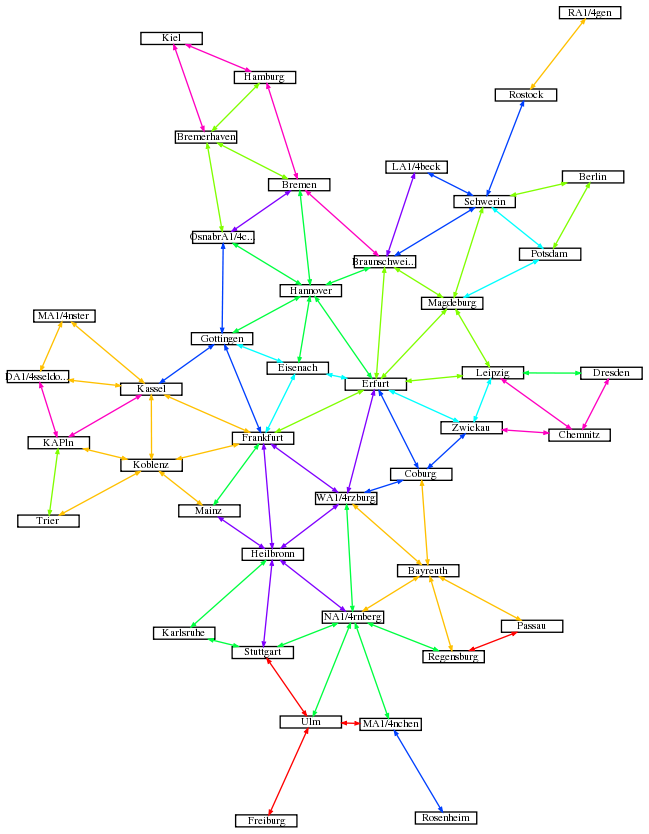 RA1/4gen
Kiel
Hamburg
Rostock
Bremerhaven
LA1/4beck
Berlin
Bremen
Schwerin
OsnabrA1/4c...
Braunschwei...
Potsdam
Hannover
Magdeburg
MA1/4nster
Gottingen
Eisenach
Leipzig
Dresden
DA1/4sseldo...
Kassel
Erfurt
Zwickau
Chemnitz
KAPln
Frankfurt
Koblenz
Coburg
WA1/4rzburg
Mainz
Trier
Heilbronn
Bayreuth
NA1/4rnberg
Passau
Karlsruhe
Stuttgart
Regensburg
Ulm
MA1/4nchen
Freiburg
Rosenheim